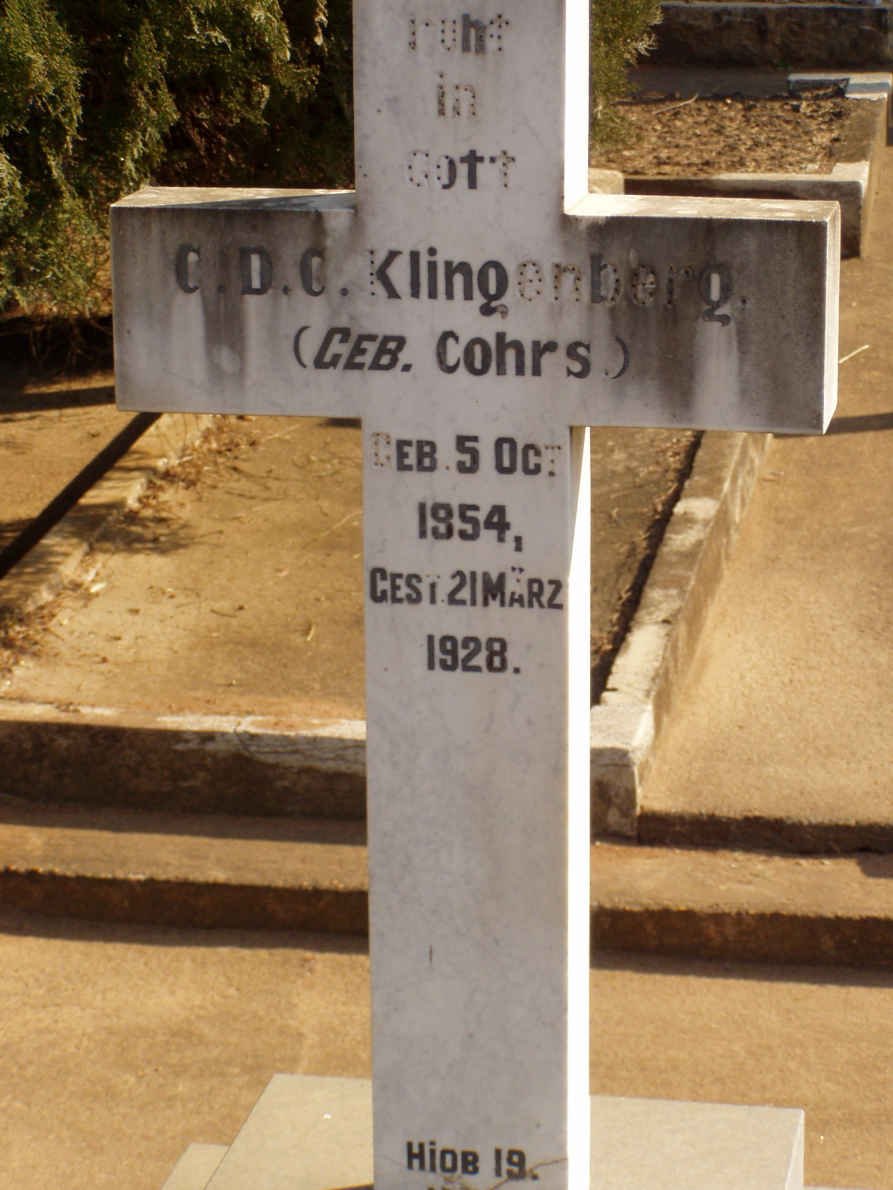 ruht
in
Gott
C.D.C. Klingenberg.
(GEB. Cohrs)
GEB. 5 OCT
1954,
GEST. 21 MÄRZ
1928.
HIOB 19.